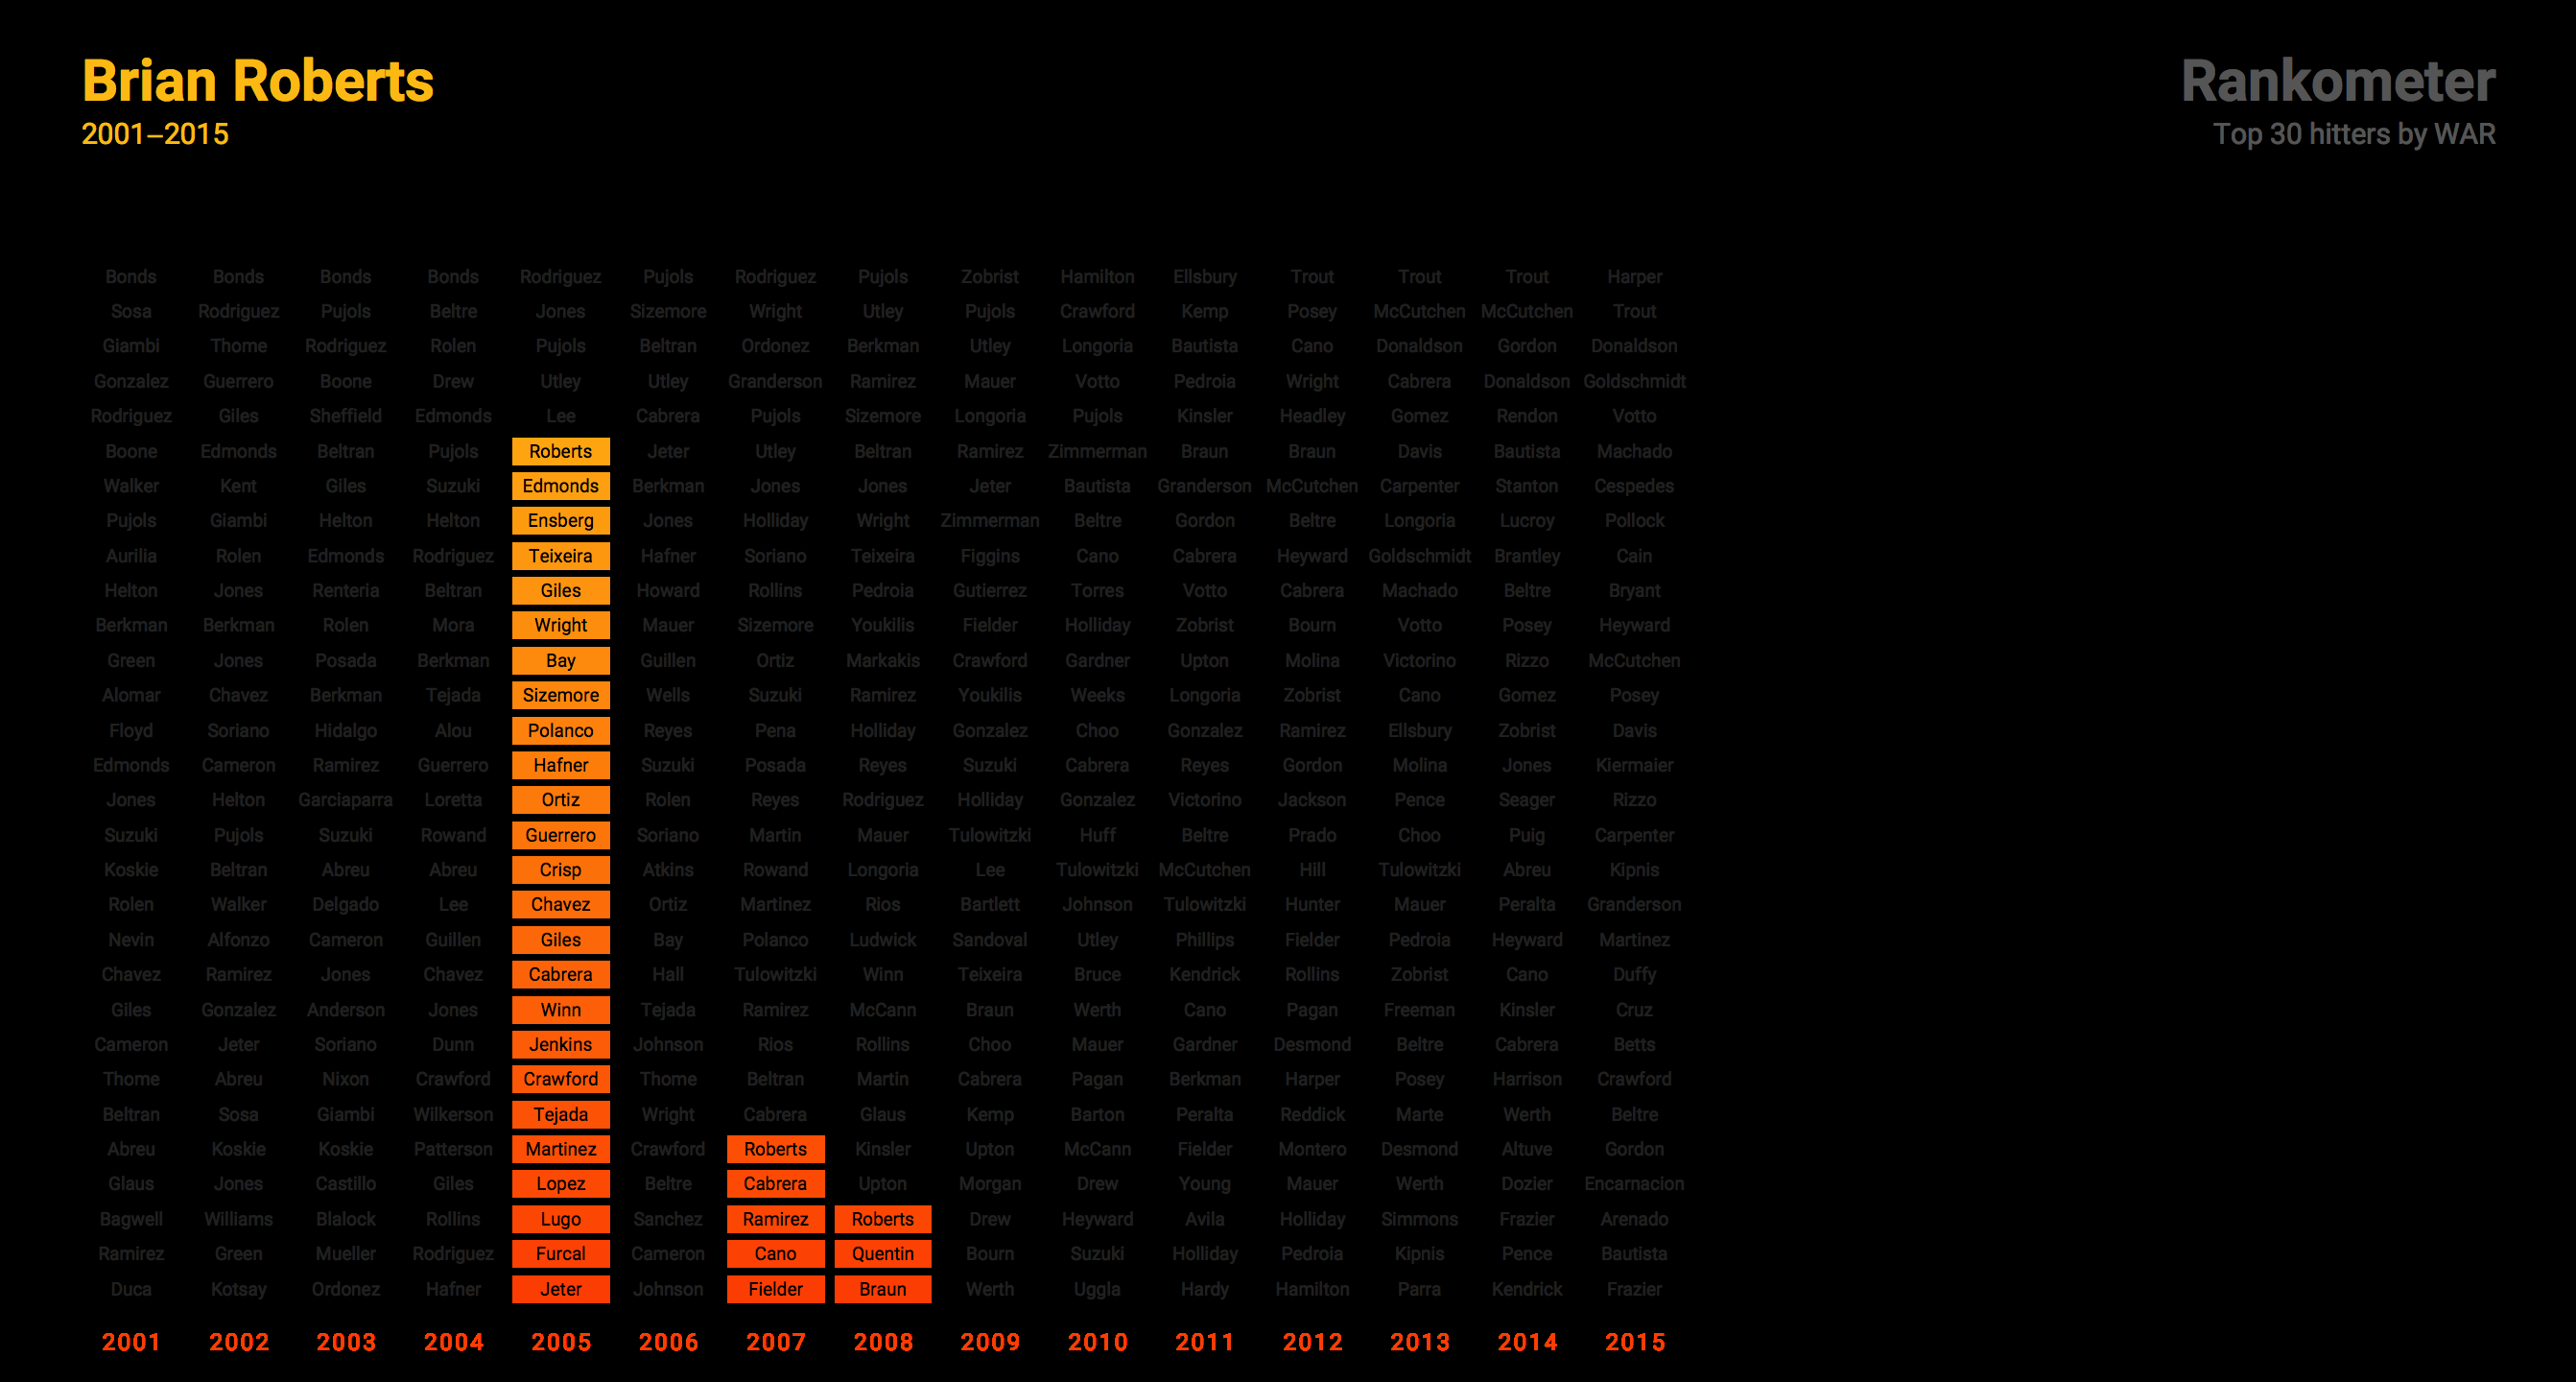 Brian Roberts
2001–2015
Rankometer
Top 30 hitters by WAR
Bonds Bonds Bonds Bonds Rodriguez Pujols Rodriguez Pujols Zobrist Hamilton Ellsbury Trout Trout Trout Harper
Sosa Rodriguez Pujols Beltre Jones Sizemore Wright Utley Pujols Crawford Kemp Posey McCutchen McCutchen Trout
Giambi Thome Rodriguez Rolen Pujols Beltran Ordonez Berkman Utley Longoria Bautista Cano Donaldson Gordon Donaldson
Gonzalez Guerrero Boone Drew Utley Utley Granderson Ramirez Mauer Votto Pedroia Wright Cabrera Donaldson Goldschmidt
Rodriguez Giles Sheffield Edmonds Lee Cabrera Pujols Sizemore Longoria Pujols Kinsler Headley Gomez Rendon Votto
Boone Edmonds Beltran Pujols Roberts Jeter Utley Beltran Ramirez Zimmerman Braun Braun Davis Bautista Machado
Walker Kent Giles Suzuki Edmonds Berkman Jones Jones Jeter Bautista Granderson McCutchen Carpenter Stanton Cespedes
Pujols Giambi Helton Helton Ensberg Jones Holliday Wright Zimmerman Beltre Gordon Beltre Longoria Lucroy Pollock
Aurilia Rolen Edmonds Rodriguez Teixeira Hafner Soriano Teixeira Figgins Cano Cabrera Heyward Goldschmidt Brantley Cain
Helton Jones Renteria Beltran Giles Howard Rollins Pedroia Gutierrez Torres Votto Cabrera Machado Beltre Bryant
Berkman Berkman Rolen Mora Wright Mauer Sizemore Youkilis Fielder Holliday Zobrist Bourn Votto Posey Heyward
Green Jones Posada Berkman Bay Guillen Ortiz Markakis Crawford Gardner Upton Molina Victorino Rizzo McCutchen
Alomar Chavez Berkman Tejada Sizemore Wells Suzuki Ramirez Youkilis Weeks Longoria Zobrist Cano Gomez Posey
Floyd Soriano Hidalgo Alou Polanco Reyes Pena Holliday Gonzalez Choo Gonzalez Ramirez Ellsbury Zobrist Davis
Edmonds Cameron Ramirez Guerrero Hafner Suzuki Posada Reyes Suzuki Cabrera Reyes Gordon Molina Jones Kiermaier
Jones Helton Garciaparra Loretta Ortiz Rolen Reyes Rodriguez Holliday Gonzalez Victorino Jackson Pence Seager Rizzo
Suzuki Pujols Suzuki Rowand Guerrero Soriano Martin Mauer Tulowitzki Huff Beltre Prado Choo Puig Carpenter
Koskie Beltran Abreu Abreu Crisp Atkins Rowand Longoria Lee Tulowitzki McCutchen Hill Tulowitzki Abreu Kipnis
Rolen Walker Delgado Lee Chavez Ortiz Martinez Rios Bartlett Johnson Tulowitzki Hunter Mauer Peralta Granderson
Nevin Alfonzo Cameron Guillen Giles Bay Polanco Ludwick Sandoval Utley Phillips Fielder Pedroia Heyward Martinez
Chavez Ramirez Jones Chavez Cabrera Hall Tulowitzki Winn Teixeira Bruce Kendrick Rollins Zobrist Cano Duffy
Giles Gonzalez Anderson Jones Winn Tejada Ramirez McCann Braun Werth Cano Pagan Freeman Kinsler Cruz
Cameron Jeter Soriano Dunn Jenkins Johnson Rios Rollins Choo Mauer Gardner Desmond Beltre Cabrera Betts
Thome Abreu Nixon Crawford Crawford Thome Beltran Martin Cabrera Pagan Berkman Harper Posey Harrison Crawford
Beltran Sosa Giambi Wilkerson Tejada Wright Cabrera Glaus Kemp Barton Peralta Reddick Marte Werth Beltre
Abreu Koskie Koskie Patterson Martinez Crawford Roberts Kinsler Upton McCann Fielder Montero Desmond Altuve Gordon
Glaus Jones Castillo Giles Lopez Beltre Cabrera Upton Morgan Drew Young Mauer Werth Dozier Encarnacion
Bagwell Williams Blalock Rollins Lugo Sanchez Ramirez Roberts Drew Heyward Avila Holliday Simmons Frazier Arenado
Ramirez Green Mueller Rodriguez Furcal Cameron Cano Quentin Bourn Suzuki Holliday Pedroia Kipnis Pence Bautista
Duca Kotsay Ordonez Hafner Jeter Johnson Fielder Braun Werth Uggla Hardy Hamilton Parra Kendrick Frazier
2001 2002 2003 2004 2005 2006 2007 2008 2009 2010 2011 2012 2013 2014 2015